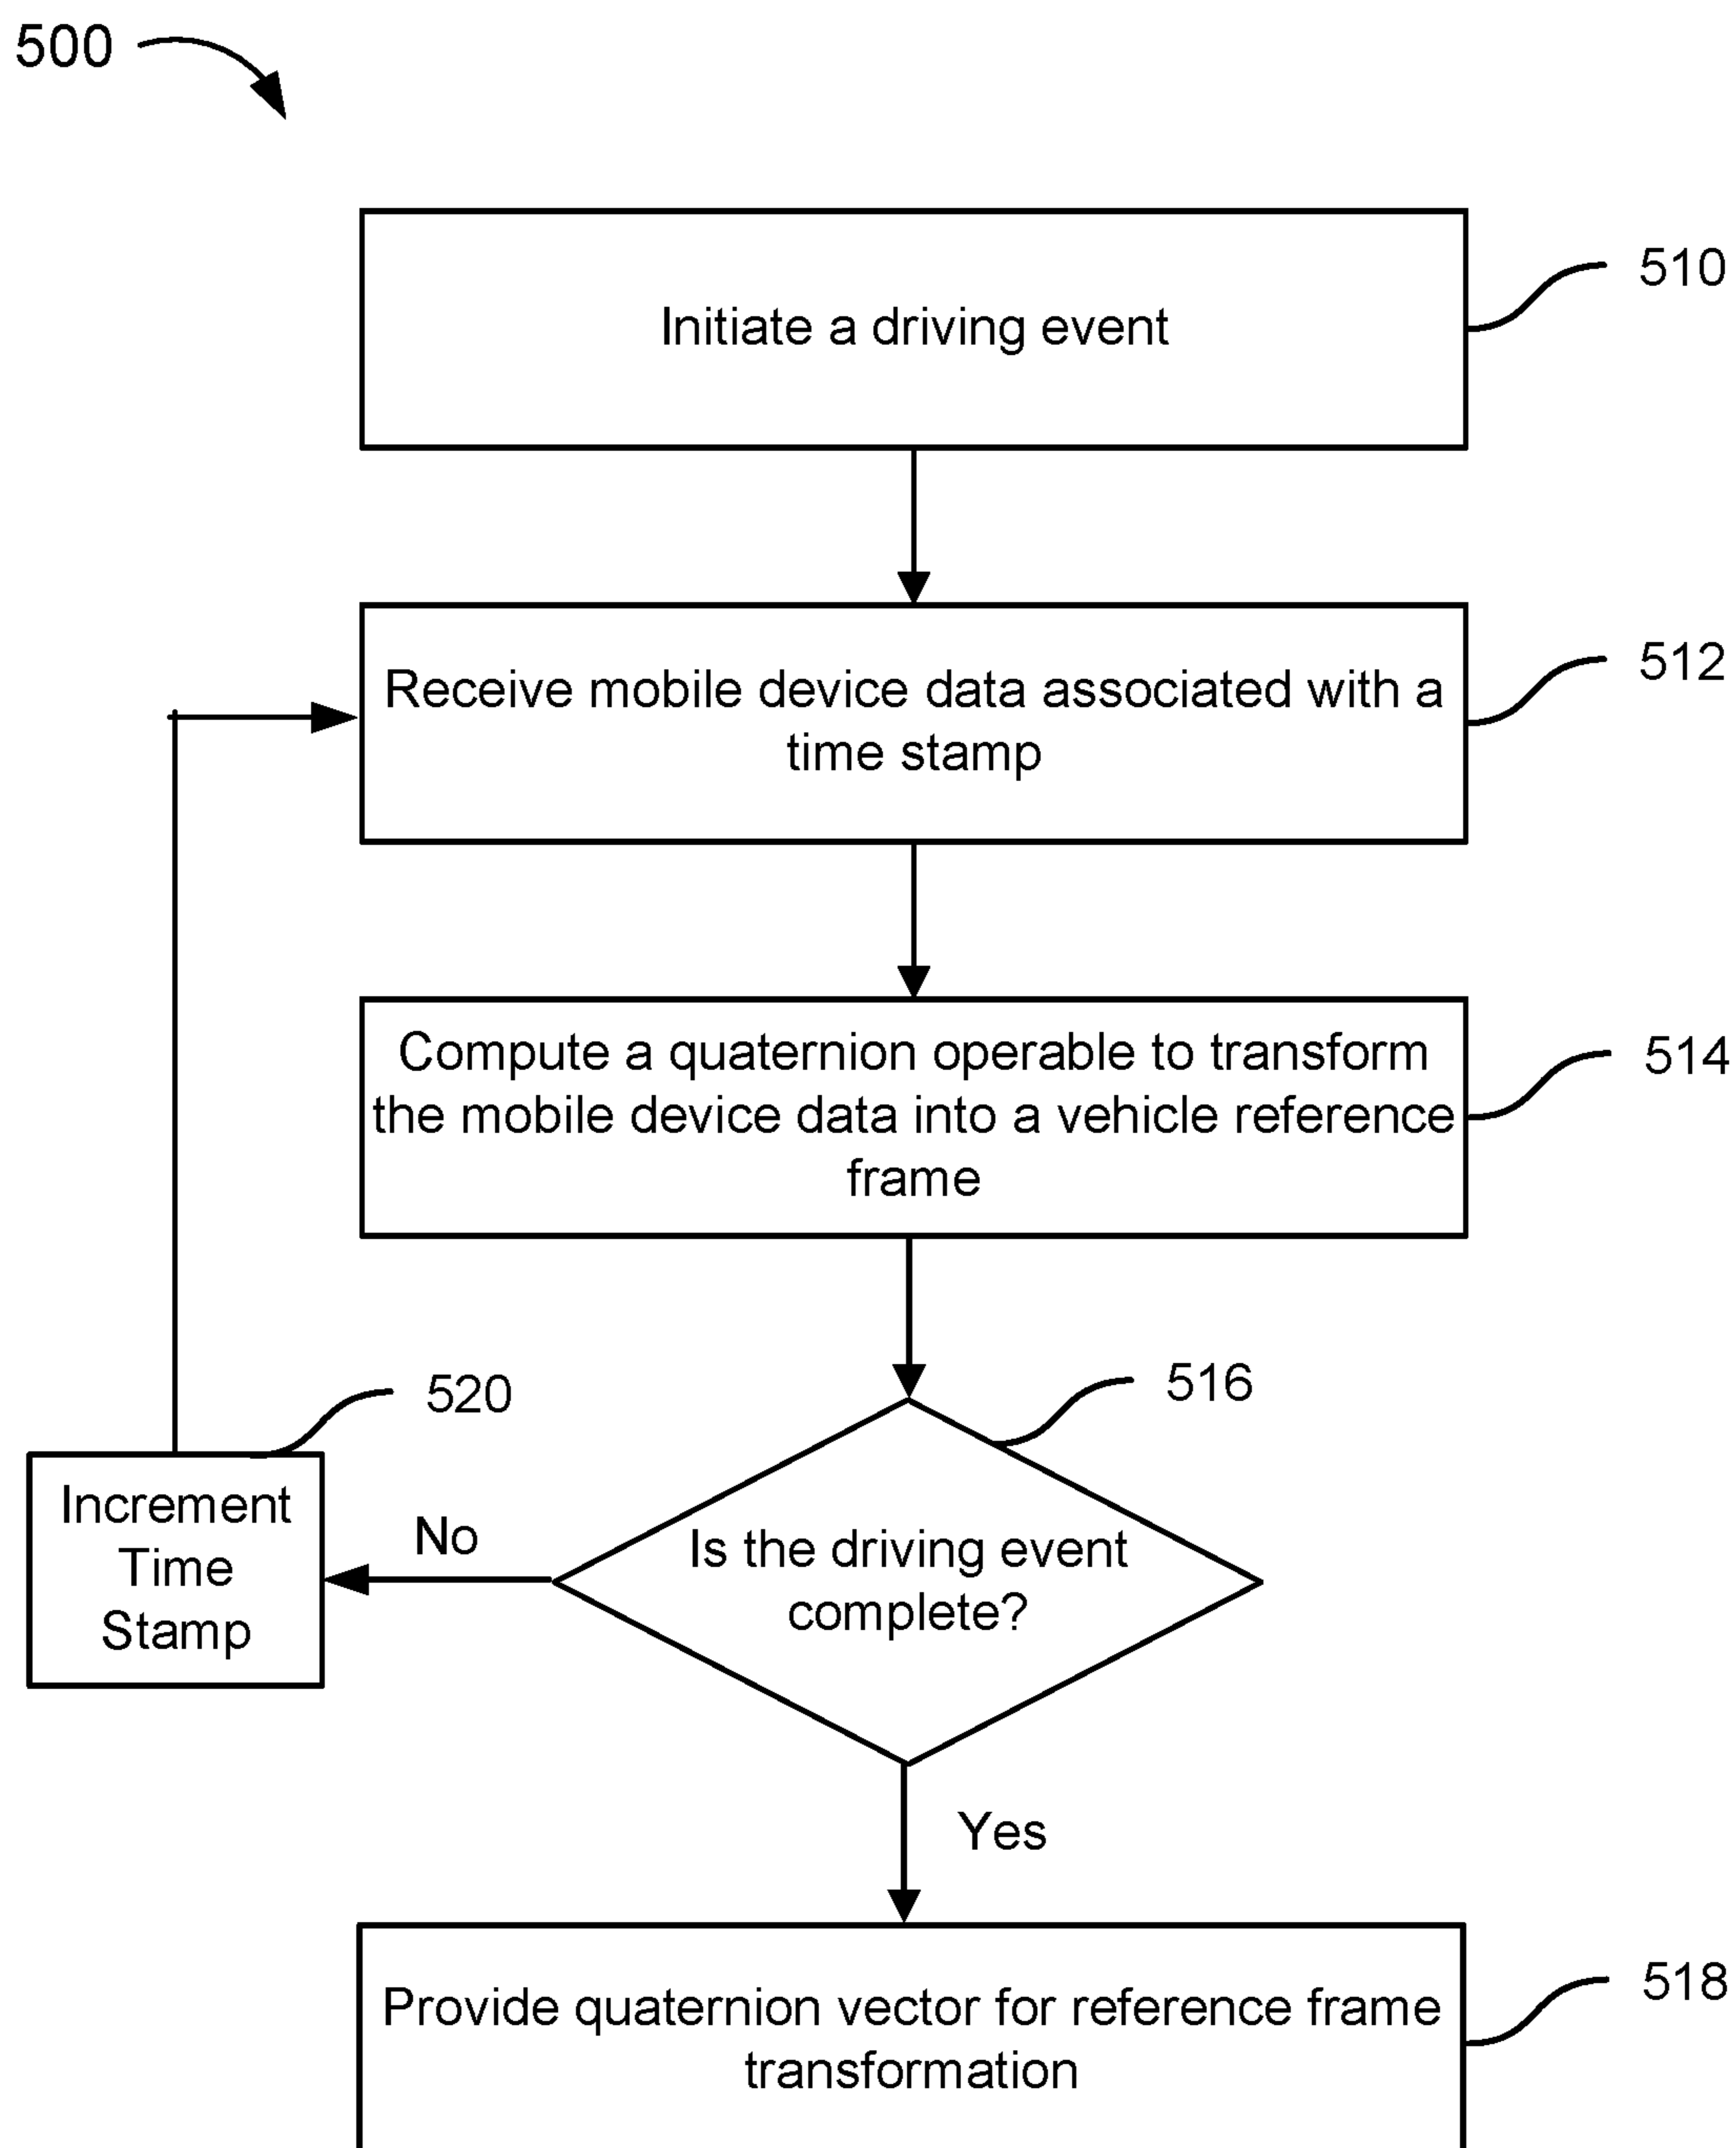 500
Initiate a driving event
510
Receive mobile device data associated with a
time stamp
512
Compute a quaternion operable to transform
the mobile device data into a vehicle reference
frame
514
516
Is the driving event
complete?
No
520
Increment
Time
Stamp
Yes
Provide quaternion vector for reference frame
transformation
518